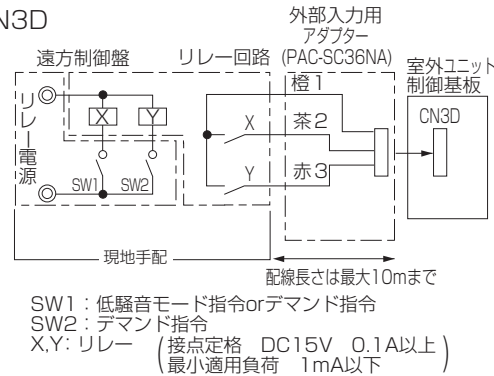 CN3D
外部入力用
アダプター
(PAC-SC36NA)
遠方制御盤
リレー回路
室外ユニット
制御基板
リレー電源
X
Y
SW1
SW2
橙1
X
茶2
Y
赤3
CN3D
現地手配
配線長さは最大10mまで
SW1：低騒音モード指令orデマンド指令
SW2：デマンド指令
X,Y：リレー（接点定格　DC15V　0.1A以上
最小適用負荷　1mA以下）